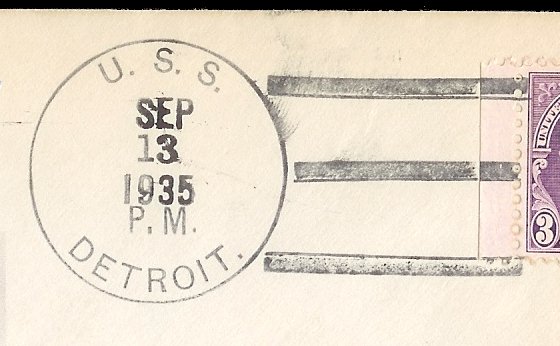 U. S. S.
SEP
13
1935
P. M.
DETROIT.
3